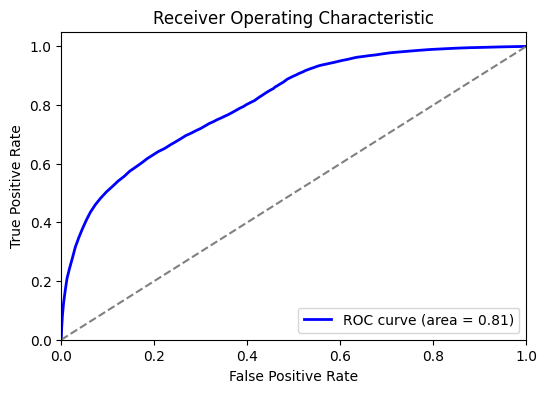 Receiver Operating Characteristic
1.0
0.8
0.6
0.4
0.2
0.0
True Positive Rate
ROC curve (area = 0.81)
0.0 0.2 0.4 0.6 0.8 1.0
False Positive Rate